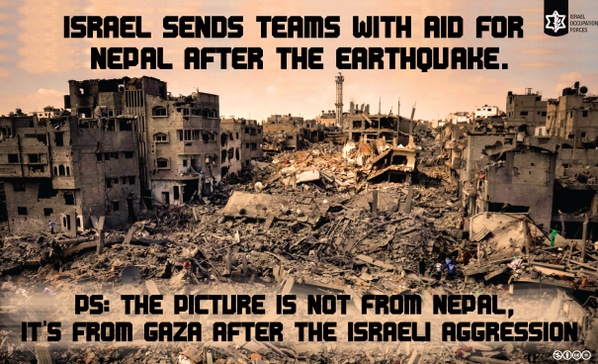 ISRAEL SENDS TEAMS WITH AID FOR
NEPAL AFTER THE EARTHQUAKE.
ISRAEL
OCCUPATION
FORCES
PS: THE PICTURE IS NOT FROM NEPAL,
IT'S FROM GAZA AFTER THE ISRAELI AGGRESSION